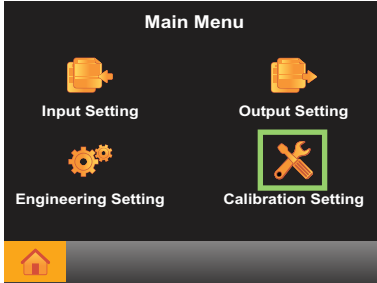 Main Menu
Input Setting
Output Setting
Engineering Setting
Calibration Setting